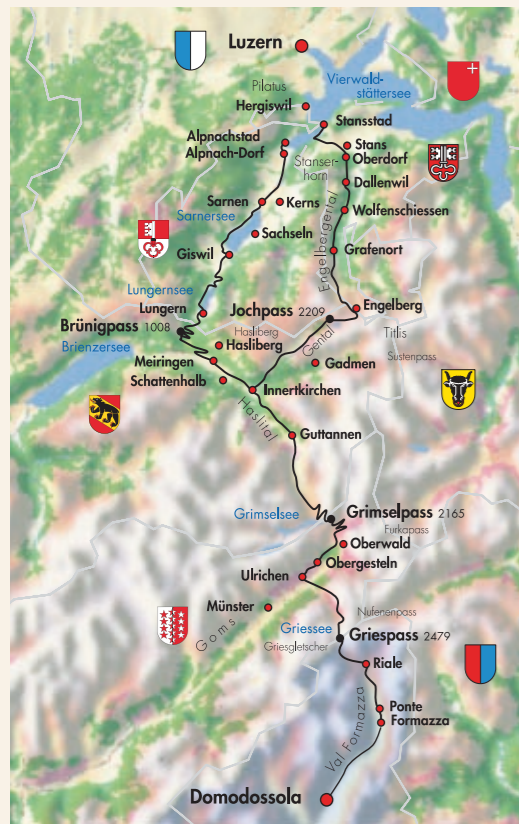 Luzern
Pilatus
Vierwald-
stättersee
Hergiswil
Stansstad
Alpnachstad
Alpnach-Dorf
Stans
Oberdorf
Stanser-
horn
Dallenwil
Sarnen
Kerns
Wolfenschiessen
Sarnersee
Sachseln
Engelbergertal
Grafenort
Giswil
Lungernsee
Lungern
Jochpass 2209
Engelberg
Brünigpass 1008
Hasliberg
Titlis
Hasliberg
Gental
Sustenpass
Brienzersee
Meiringen
Gadmen
Schattenhalb
Innertkirchen
Haslital
Guttannen
Grimselsee
Grimselpass 2165
Furkapass
Oberwald
Obergesteln
Ulrichen
Münster
Goms
Nufenenpass
Griessee
Griespass 2479
Griesgletscher
Riale
Ponte
Formazza
Val Formazza
Domodossola